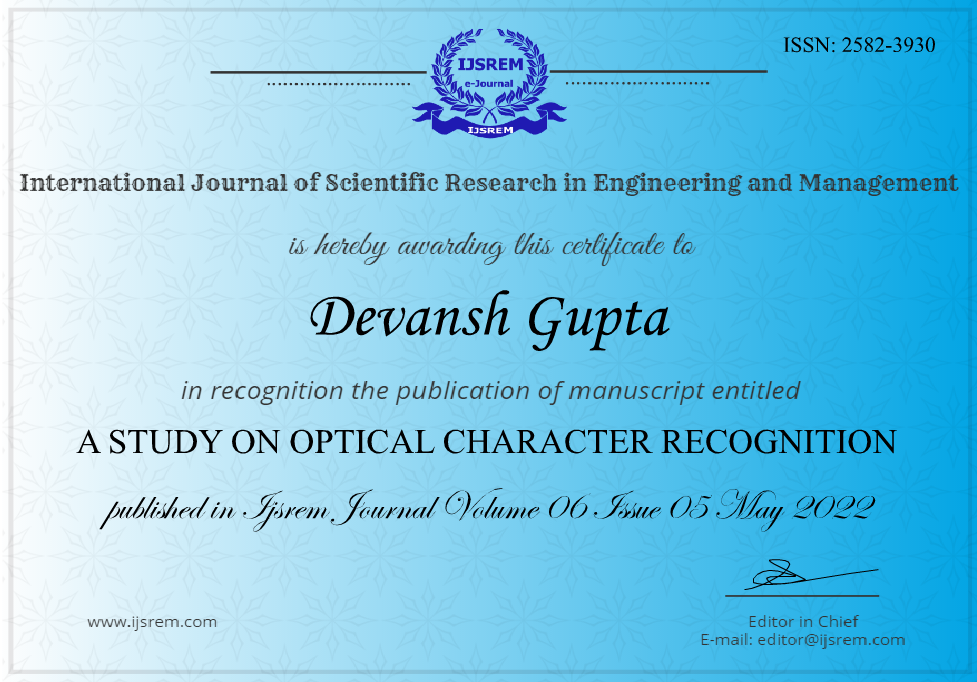 ISSN: 2582-3930
IJSREM
e-Journal
IJSREM
International Journal of Scientific Research in Engineering and Management
is hereby awarding this certificate to
Devansh Gupta
in recognition the publication of manuscript entitled
A STUDY ON OPTICAL CHARACTER RECOGNITION
published in Ijsrem Journal Volume 06 Issue 05 May 2022
www.ijsrem.com
Editor in Chief
E-mail: editor@ijsrem.com